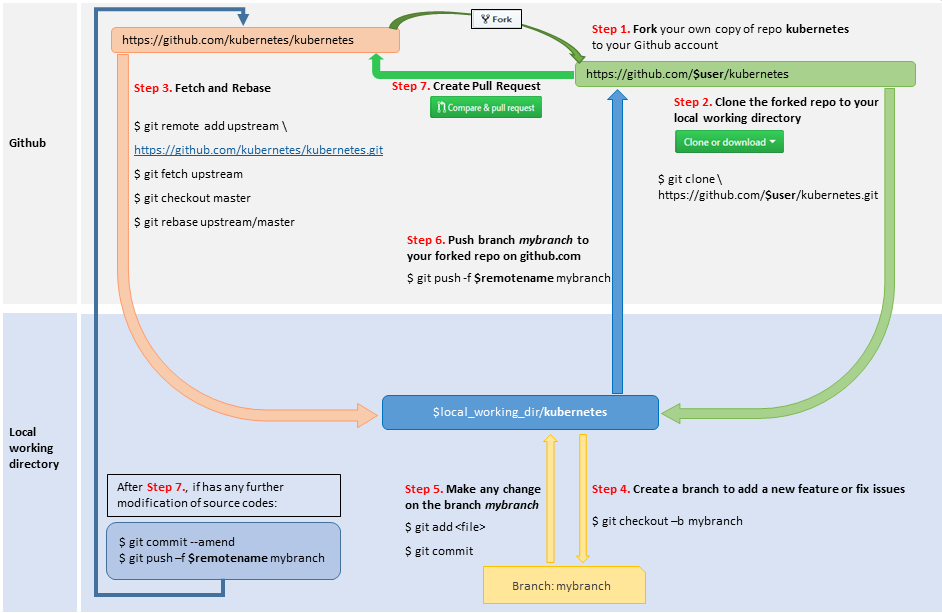 Fork
https://github.com/kubernetes/kubernetes
Step 1. Fork your own copy of repo kubernetes
to your Github account
https://github.com/$user/kubernetes
Step 3. Fetch and Rebase
Step 7. Create Pull Request
Compare & pull request
Step 2. Clone the forked repo to your
local working directory
Clone or download
Github
$ git remote add upstream \
https://github.com/kubernetes/kubernetes.git
$ git fetch upstream
$ git checkout master
$ git rebase upstream/master
$ git clone \
https://github.com/$user/kubernetes.git
Step 6. Push branch mybranch to
your forked repo on github.com
$ git push -f $remotename mybranch
$local_working_dir/kubernetes
Local
working
directory
After Step 7., if has any further
modification of source codes:
$ git commit --amend
$ git push –f $remotename mybranch
Step 5. Make any change
on the branch mybranch
$ git add <file>
$ git commit
Step 4. Create a branch to add a new feature or fix issues
$ git checkout –b mybranch
Branch: mybranch